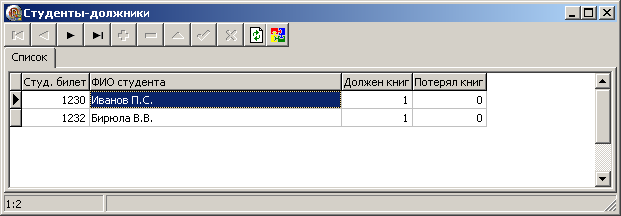 Студенты-должники
Список
Студ. билет ФИО студента Должен книг Потерял книг
1230 Иванов П.С. 1 0
1232 Бирюла В.В. 1 0
1:2